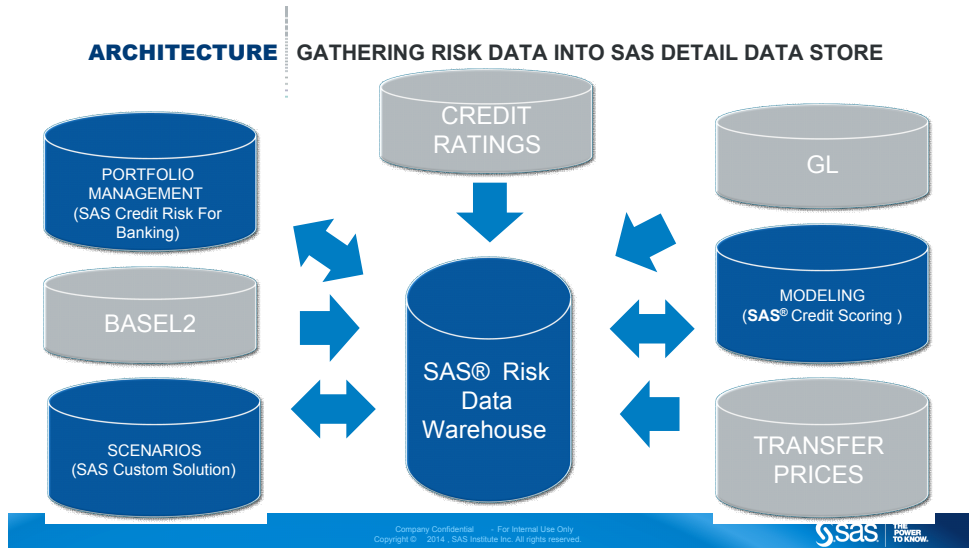 ARCHITECTURE GATHERING RISK DATA INTO SAS DETAIL DATA STORE
CREDIT
RATINGS
PORTFOLIO
MANAGEMENT
(SAS Credit Risk For
Banking)
GL
BASEL2
MODELING
(SAS® Credit Scoring )
SAS® Risk
Data
Warehouse
SCENARIOS
(SAS Custom Solution)
TRANSFER
PRICES
Company Confidential - For Internal Use Only
Copyright © 2014 , SAS Institute Inc. All rights reserved.
sas
THE
POWER
TO KNOW.